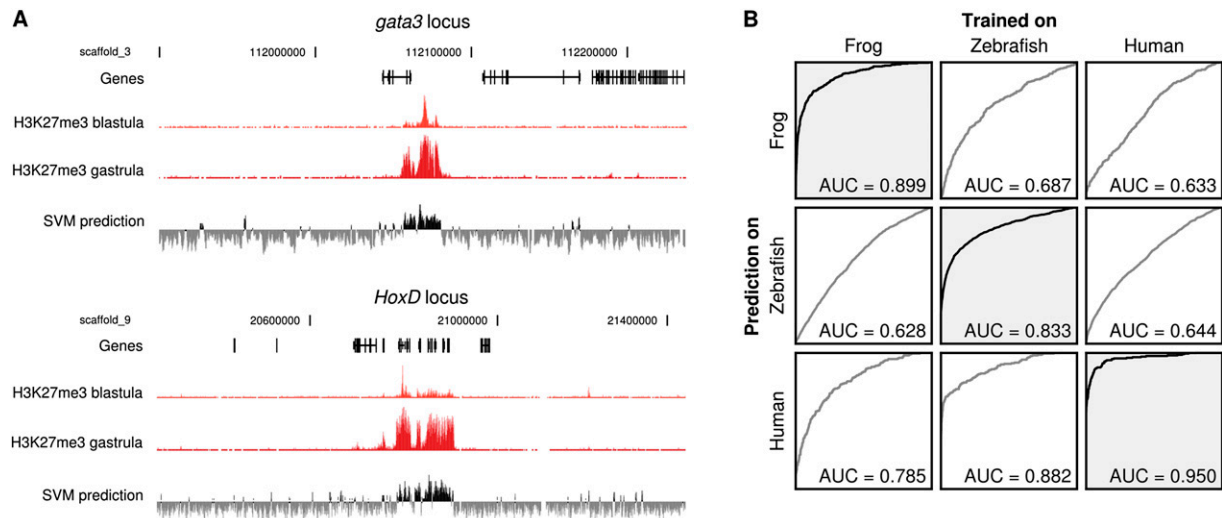 A
gata3 locus
scaffold_3 112000000 112100000 112200000
Genes
H3K27me3 blastula
H3K27me3 gastrula
SVM prediction
HoxD locus
scaffold_9 20600000 21000000 21400000
Genes
H3K27me3 blastula
H3K27me3 gastrula
SVM prediction
B
Trained on
Frog Zebrafish Human
Prediction on
Frog
AUC = 0.899 AUC = 0.687 AUC = 0.633
Zebrafish
AUC = 0.628 AUC = 0.833 AUC = 0.644
Human
AUC = 0.785 AUC = 0.882 AUC = 0.950